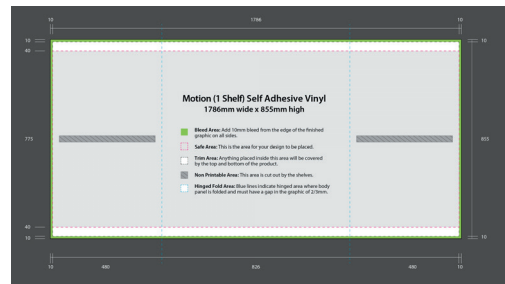 10 1786 10
10 10
40
Motion (1 Shelf) Self Adhesive Vinyl
1786mm wide x 855mm high
Bleed Area: Add 10mm bleed from the edge of the finished
graphic on all sides.
775 855
Safe Area: This is the area for your design to be placed.
Trim Area: Anything placed inside this area will be covered
by the top and bottom of the product.
Non Printable Area: This area is cut out by the shelves.
Hinged Fold Area: Blue lines indicate hinged area where body
panel is folded and must have a gap in the graphic of 2/3mm.
40
10 10
10 480 826 480 10